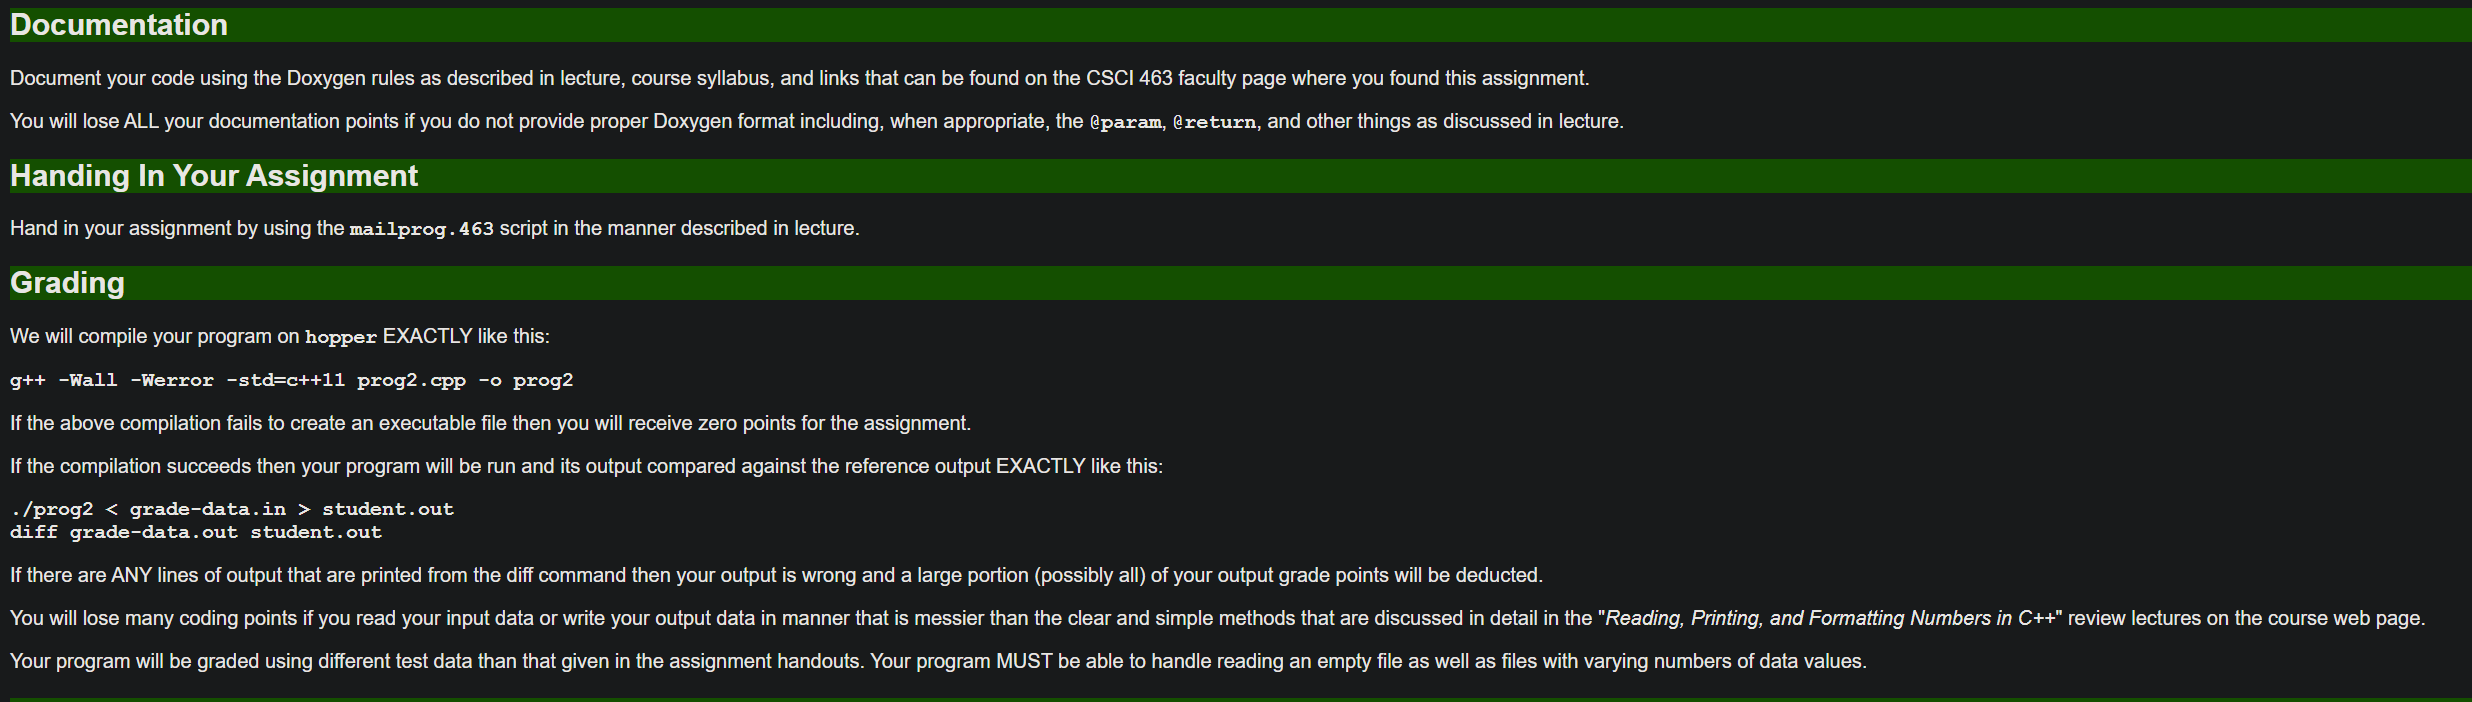 Documentation
Document your code using the Doxygen rules as described in lecture, course syllabus, and links that can be found on the CSCI 463 faculty page where you found this assignment.
You will lose ALL your documentation points if you do not provide proper Doxygen format including, when appropriate, the @param, @return, and other things as discussed in lecture.
Handing In Your Assignment
Hand in your assignment by using the mailprog.463 script in the manner described in lecture.
Grading
We will compile your program on hopper EXACTLY like this:
g++ -Wall -Werror -std=c++11 prog2.cpp -o prog2
If the above compilation fails to create an executable file then you will receive zero points for the assignment.
If the compilation succeeds then your program will be run and its output compared against the reference output EXACTLY like this:
./prog2 < grade-data.in > student.out
diff grade-data.out student.out
If there are ANY lines of output that are printed from the diff command then your output is wrong and a large portion (possibly all) of your output grade points will be deducted.
You will lose many coding points if you read your input data or write your output data in manner that is messier than the clear and simple methods that are discussed in detail in the "Reading, Printing, and Formatting Numbers in C++" review lectures on the course web page.
Your program will be graded using different test data than that given in the assignment handouts. Your program MUST be able to handle reading an empty file as well as files with varying numbers of data values.